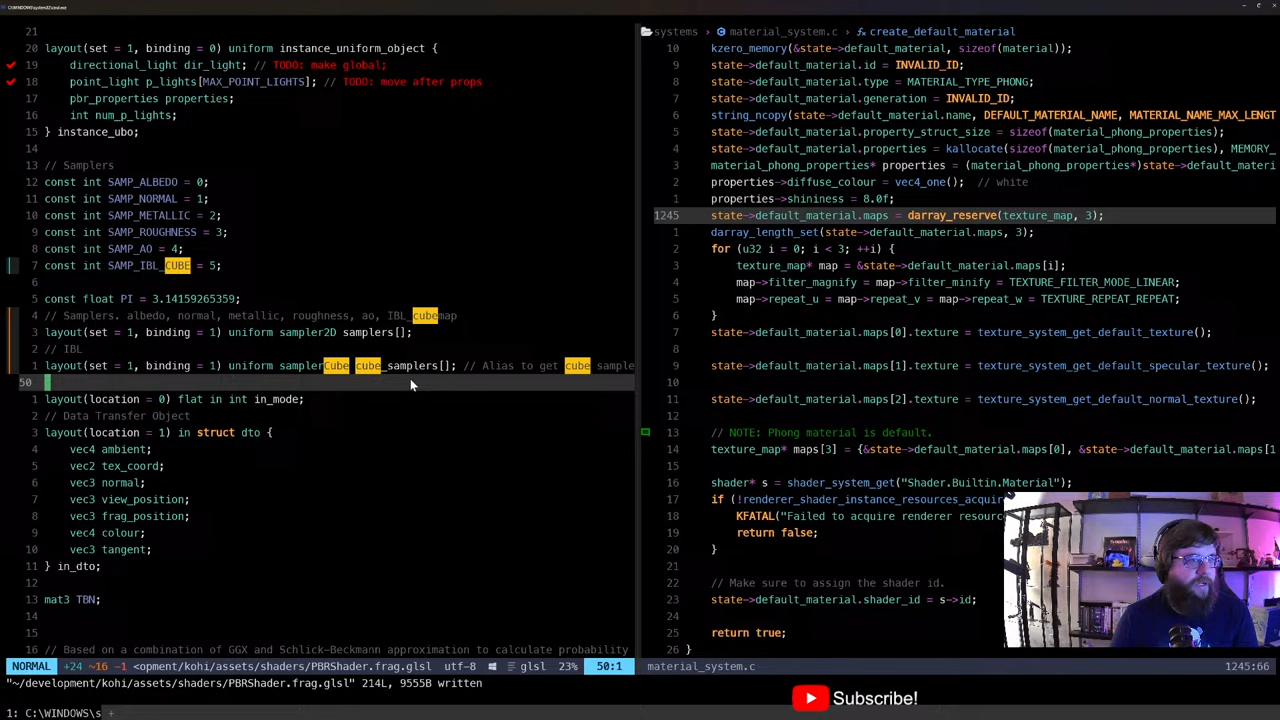 C:\WINDOWS\system32\cmd.exe
21
20 layout(set = 1, binding = 0) uniform instance_uniform_object {
19 directional_light dir_light; // TODO: make global;
18 point_light p_lights[MAX_POINT_LIGHTS]; // TODO: move after props
17 pbr_properties properties;
16 int num_p_lights;
15 } instance_ubo;
14
13 // Samplers
12 const int SAMP_ALBEDO = 0;
11 const int SAMP_NORMAL = 1;
10 const int SAMP_METALLIC = 2;
9 const int SAMP_ROUGHNESS = 3;
8 const int SAMP_AO = 4;
7 const int SAMP_IBL_CUBE = 5;
6
5 const float PI = 3.14159265359;
4 // Samplers. albedo, normal, metallic, roughness, ao, IBL_cubemap
3 layout(set = 1, binding = 1) uniform sampler2D samplers[];
2 // IBL
1 layout(set = 1, binding = 1) uniform samplerCube cube_samplers[]; // Alias to get cube sample
50
1 layout(location = 0) flat in int in_mode;
2 // Data Transfer Object
3 layout(location = 1) in struct dto {
4 vec4 ambient;
5 vec2 tex_coord;
6 vec3 normal;
7 vec3 view_position;
8 vec3 frag_position;
9 vec4 colour;
10 vec3 tangent;
11 } in_dto;
12
13 mat3 TBN;
14
15
16 // Based on a combination of GGX and Schlick-Beckmann approximation to calculate probability
NORMAL +24 ~16 -1 <opment/kohi/assets/shaders/PBRShader.frag.glsl utf-8 glsl 23% 50:1
"~/development/kohi/assets/shaders/PBRShader.frag.glsl" 214L, 9555B written
1: C:\WINDOWS\s +
systems > material_system.c > create_default_material
10 kzero_memory(&state->default_material, sizeof(material));
9 state->default_material.id = INVALID_ID;
8 state->default_material.type = MATERIAL_TYPE_PHONG;
7 state->default_material.generation = INVALID_ID;
6 string_ncopy(state->default_material.name, DEFAULT_MATERIAL_NAME, MATERIAL_NAME_MAX_LENGT
5 state->default_material.property_struct_size = sizeof(material_phong_properties);
4 state->default_material.properties = kallocate(sizeof(material_phong_properties), MEMORY_
3 material_phong_properties* properties = (material_phong_properties*)state->default_materi
2 properties->diffuse_colour = vec4_one(); // white
1 properties->shininess = 8.0f;
1245 state->default_material.maps = darray_reserve(texture_map, 3);
1 darray_length_set(state->default_material.maps, 3);
2 for (u32 i = 0; i < 3; ++i) {
3 texture_map* map = &state->default_material.maps[i];
4 map->filter_magnify = map->filter_minify = TEXTURE_FILTER_MODE_LINEAR;
5 map->repeat_u = map->repeat_v = map->repeat_w = TEXTURE_REPEAT_REPEAT;
6 }
7 state->default_material.maps[0].texture = texture_system_get_default_texture();
8
9 state->default_material.maps[1].texture = texture_system_get_default_specular_texture();
10
11 state->default_material.maps[2].texture = texture_system_get_default_normal_texture();
12
13 // NOTE: Phong material is default.
14 texture_map* maps[3] = {&state->default_material.maps[0], &state->default_material.maps[1
15
16 shader* s = shader_system_get("Shader.Builtin.Material");
17 if (!renderer_shader_instance_resources_acqui
18 KFATAL("Failed to acquire renderer resourc
19 return false;
20 }
21
22 // Make sure to assign the shader id.
23 state->default_material.shader_id = s->id;
24
25 return true;
26 }
material_system.c 1245:66
Subscribe!